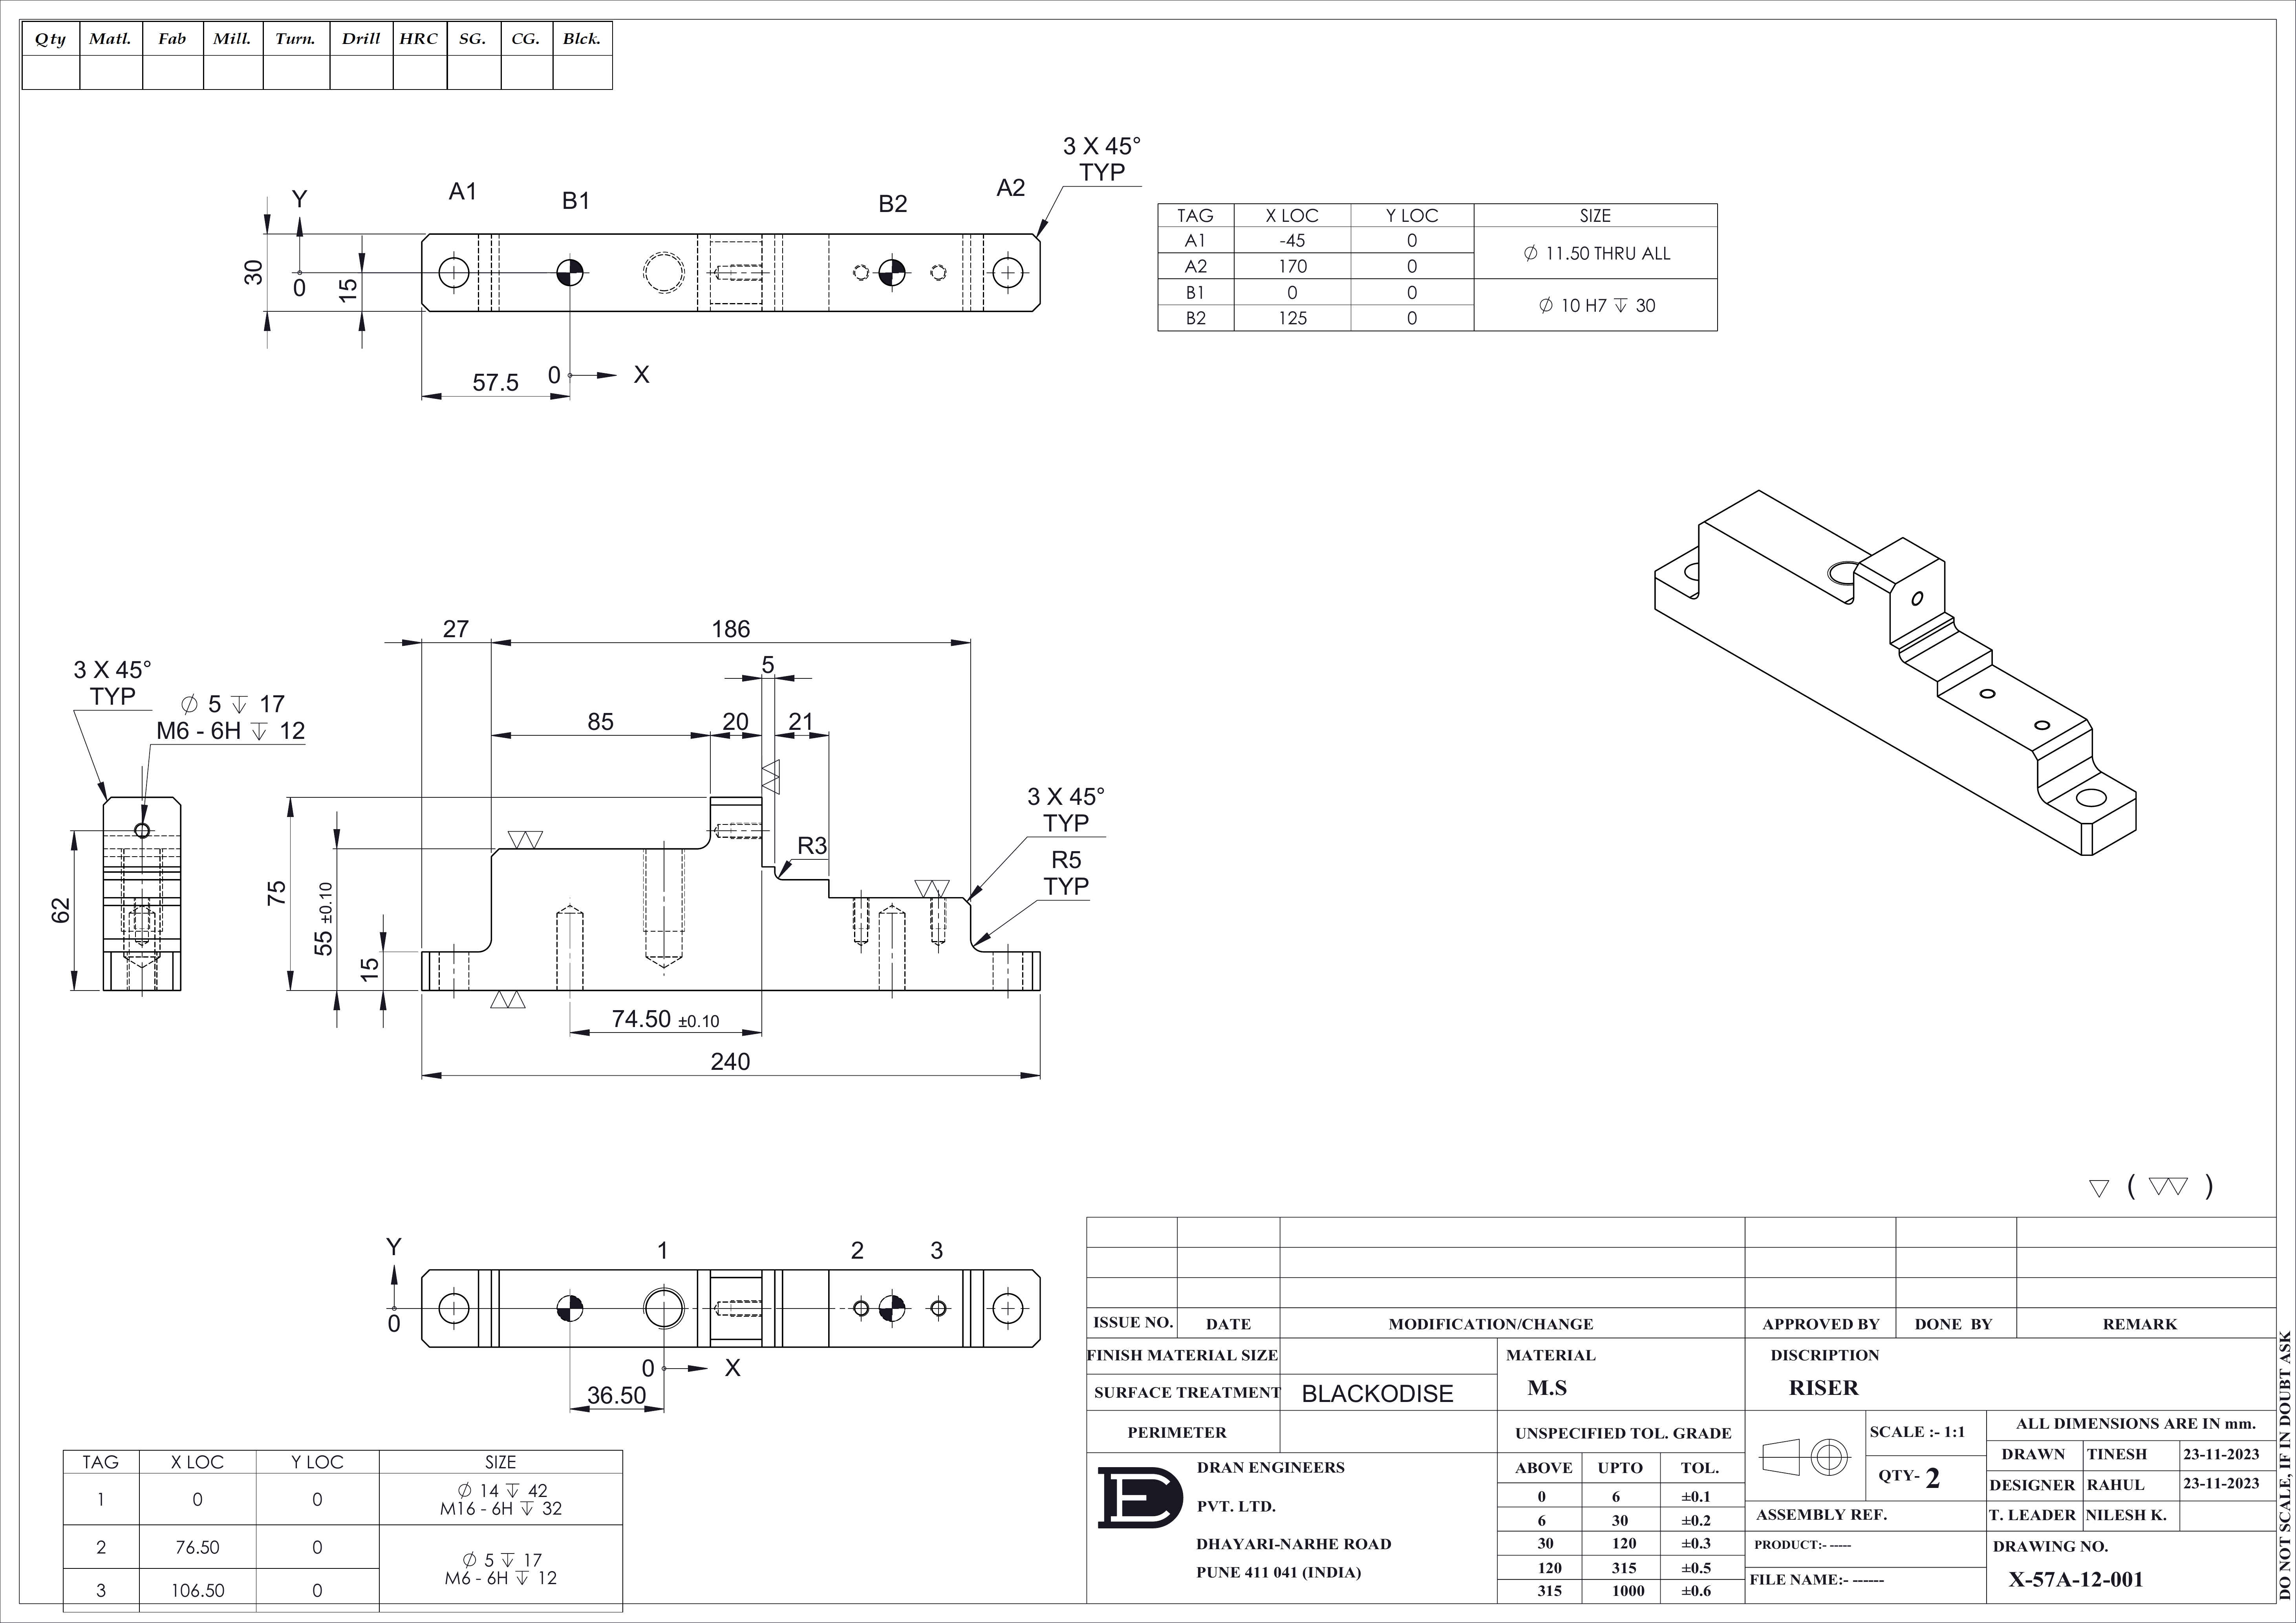 Qty Matl. Fab Mill. Turn. Drill HRC SG. CG. Blck.
3 X 45°
TYP
A1 B1 B2 A2
Y
0
30
15
57.5
0 X
TAG X LOC Y LOC SIZE
A1 -45 0 ∅ 11.50 THRU ALL
A2 170 0
B1 0 0 ∅ 10 H7 ↧ 30
B2 125 0
27 186
5
85 20 21
3 X 45°
TYP
∅ 5 ↧ 17
M6 - 6H ↧ 12
62
75
55 ±0.10
15
R3
3 X 45°
TYP
R5
TYP
74.50 ±0.10
240
Y
0
1 2 3
0 X
36.50
TAG X LOC Y LOC SIZE
1 0 0 ∅ 14 ↧ 42
M16 - 6H ↧ 32
2 76.50 0 ∅ 5 ↧ 17
M6 - 6H ↧ 12
3 106.50 0
( )
ISSUE NO. DATE MODIFICATION/CHANGE APPROVED BY DONE BY REMARK
FINISH MATERIAL SIZE
SURFACE TREATMENT BLACKODISE
PERIMETER
MATERIAL
M.S
DISCRIPTION
RISER
UNSPECIFIED TOL. GRADE
ABOVE UPTO TOL.
0 6 ±0.1
6 30 ±0.2
30 120 ±0.3
120 315 ±0.5
315 1000 ±0.6
DRAN ENGINEERS
PVT. LTD.
DHAYARI-NARHE ROAD
PUNE 411 041 (INDIA)
SCALE :- 1:1
QTY- 2
ALL DIMENSIONS ARE IN mm.
DRAWN TINESH 23-11-2023
DESIGNER RAHUL 23-11-2023
T. LEADER NILESH K.
ASSEMBLY REF.
PRODUCT:- -----
FILE NAME:- ------
DRAWING NO.
X-57A-12-001
DO NOT SCALE, IF IN DOUBT ASK